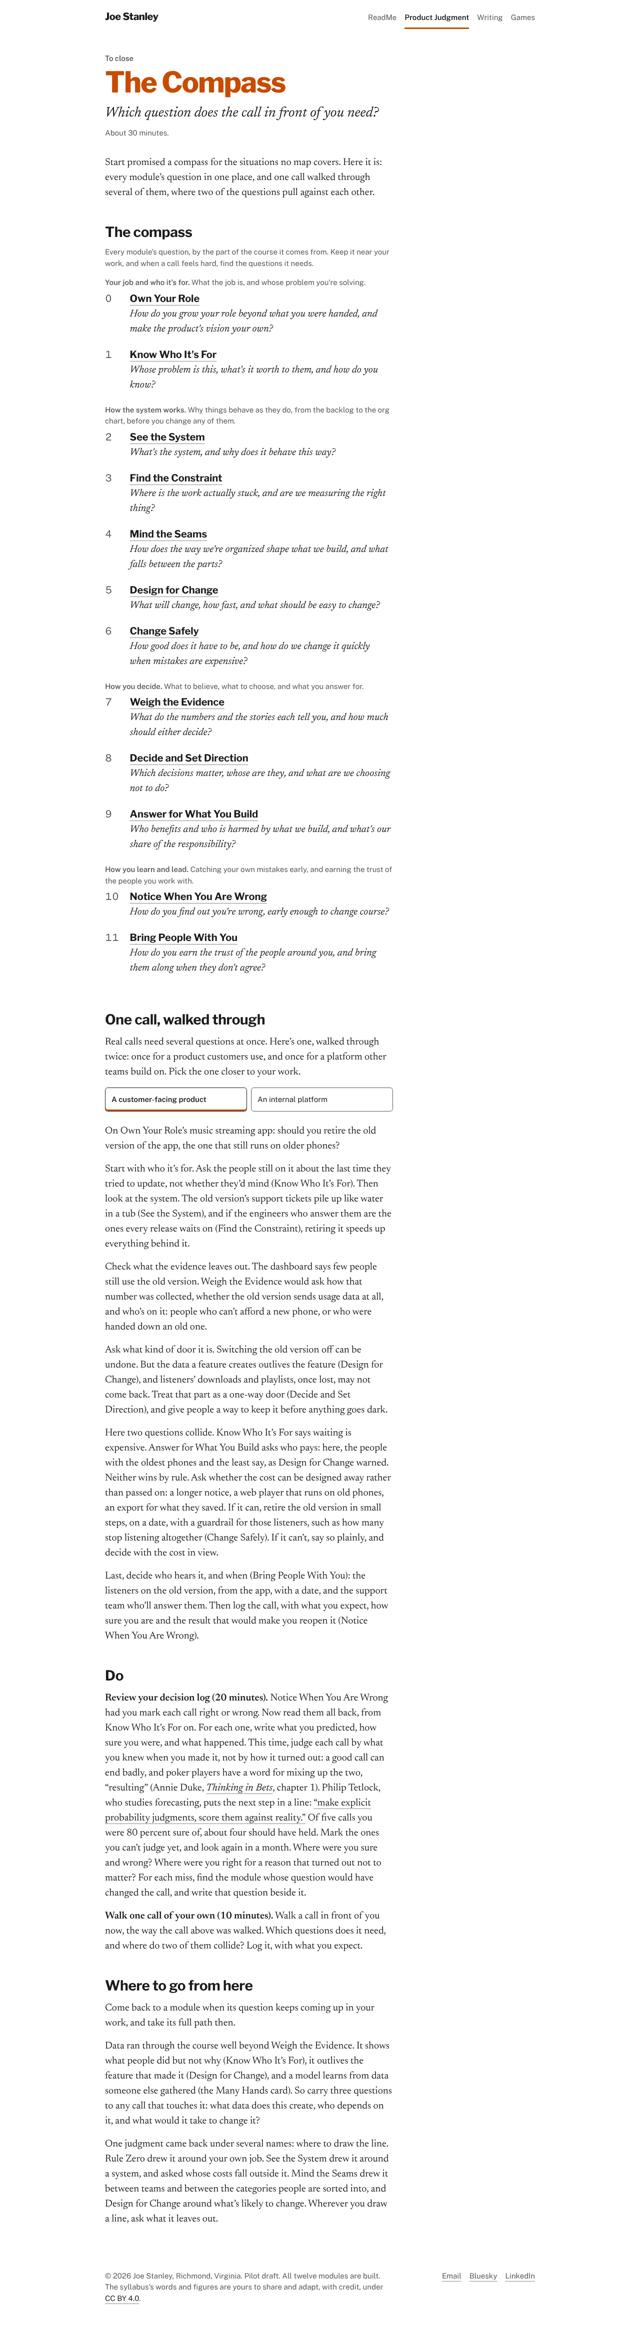 Joe Stanley
ReadMe Product Judgment Writing Games
To close
The Compass
Which question does the call in front of you need?
About 30 minutes.
Start promised a compass for the situations no map covers. Here it is:
every module's question in one place, and one call walked through
several of them, where two of the questions pull against each other.
The compass
Every module's question, by the part of the course it comes from. Keep it near your
work, and when a call feels hard, find the questions it needs.
Your job and who it's for. What the job is, and whose problem you're solving.
0 Own Your Role
How do you grow your role beyond what you were handed, and
make the product's vision your own?
1 Know Who It's For
Whose problem is this, what's it worth to them, and how do you
know?
How the system works. Why things behave as they do, from the backlog to the org
chart, before you change any of them.
2 See the System
What's the system, and why does it behave this way?
3 Find the Constraint
Where is the work actually stuck, and are we measuring the right
thing?
4 Mind the Seams
How does the way we're organized shape what we build, and what
falls between the parts?
5 Design for Change
What will change, how fast, and what should be easy to change?
6 Change Safely
How good does it have to be, and how do we change it quickly
when mistakes are expensive?
How you decide. What to believe, what to choose, and what you answer for.
7 Weigh the Evidence
What do the numbers and the stories each tell you, and how much
should either decide?
8 Decide and Set Direction
Which decisions matter, whose are they, and what are we choosing
not to do?
9 Answer for What You Build
Who benefits and who is harmed by what we build, and what's our
share of the responsibility?
How you learn and lead. Catching your own mistakes early, and earning the trust of
the people you work with.
10 Notice When You Are Wrong
How do you find out you're wrong, early enough to change course?
11 Bring People With You
How do you earn the trust of the people around you, and bring
them along when they don't agree?
One call, walked through
Real calls need several questions at once. Here's one, walked through
twice: once for a product customers use, and once for a platform other
teams build on. Pick the one closer to your work.
A customer-facing product
An internal platform
On Own Your Role's music streaming app: should you retire the old
version of the app, the one that still runs on older phones?
Start with who it's for. Ask the people still on it about the last time they
tried to update, not whether they'd mind (Know Who It's For). Then
look at the system. The old version's support tickets pile up like water
in a tub (See the System), and if the engineers who answer them are the
ones every release waits on (Find the Constraint), retiring it speeds up
everything behind it.
Check what the evidence leaves out. The dashboard says few people
still use the old version. Weigh the Evidence would ask how that
number was collected, whether the old version sends usage data at all,
and who's on it: people who can't afford a new phone, or who were
handed down an old one.
Ask what kind of door it is. Switching the old version off can be
undone. But the data a feature creates outlives the feature (Design for
Change), and listeners' downloads and playlists, once lost, may not
come back. Treat that part as a one-way door (Decide and Set
Direction), and give people a way to keep it before anything goes dark.
Here two questions collide. Know Who It's For says waiting is
expensive. Answer for What You Build asks who pays: here, the people
with the oldest phones and the least say, as Design for Change warned.
Neither wins by rule. Ask whether the cost can be designed away rather
than passed on: a longer notice, a web player that runs on old phones,
an export for what they saved. If it can, retire the old version in small
steps, on a date, with a guardrail for those listeners, such as how many
stop listening altogether (Change Safely). If it can't, say so plainly, and
decide with the cost in view.
Last, decide who hears it, and when (Bring People With You): the
listeners on the old version, from the app, with a date, and the support
team who'll answer them. Then log the call, with what you expect, how
sure you are and the result that would make you reopen it (Notice
When You Are Wrong).
Do
Review your decision log (20 minutes). Notice When You Are Wrong
had you mark each call right or wrong. Now read them all back, from
Know Who It's For on. For each one, write what you predicted, how
sure you were, and what happened. This time, judge each call by what
you knew when you made it, not by how it turned out: a good call can
end badly, and poker players have a word for mixing up the two,
“resulting” (Annie Duke, Thinking in Bets, chapter 1). Philip Tetlock,
who studies forecasting, puts the next step in a line: “make explicit
probability judgments, score them against reality.” Of five calls you
were 80 percent sure of, about four should have held. Mark the ones
you can't judge yet, and look again in a month. Where were you sure
and wrong? Where were you right for a reason that turned out not to
matter? For each miss, find the module whose question would have
changed the call, and write that question beside it.
Walk one call of your own (10 minutes). Walk a call in front of you
now, the way the call above was walked. Which questions does it need,
and where do two of them collide? Log it, with what you expect.
Where to go from here
Come back to a module when its question keeps coming up in your
work, and take its full path then.
Data ran through the course well beyond Weigh the Evidence. It shows
what people did but not why (Know Who It's For), it outlives the
feature that made it (Design for Change), and a model learns from data
someone else gathered (the Many Hands card). So carry three questions
to any call that touches it: what data does this create, who depends on
it, and what would it take to change it?
One judgment came back under several names: where to draw the line.
Rule Zero drew it around your own job. See the System drew it around
a system, and asked whose costs fall outside it. Mind the Seams drew it
between teams and between the categories people are sorted into, and
Design for Change around what's likely to change. Wherever you draw
a line, ask what it leaves out.
© 2026 Joe Stanley, Richmond, Virginia. Pilot draft. All twelve modules are built.
The syllabus's words and figures are yours to share and adapt, with credit, under
CC BY 4.0.
Email Bluesky LinkedIn